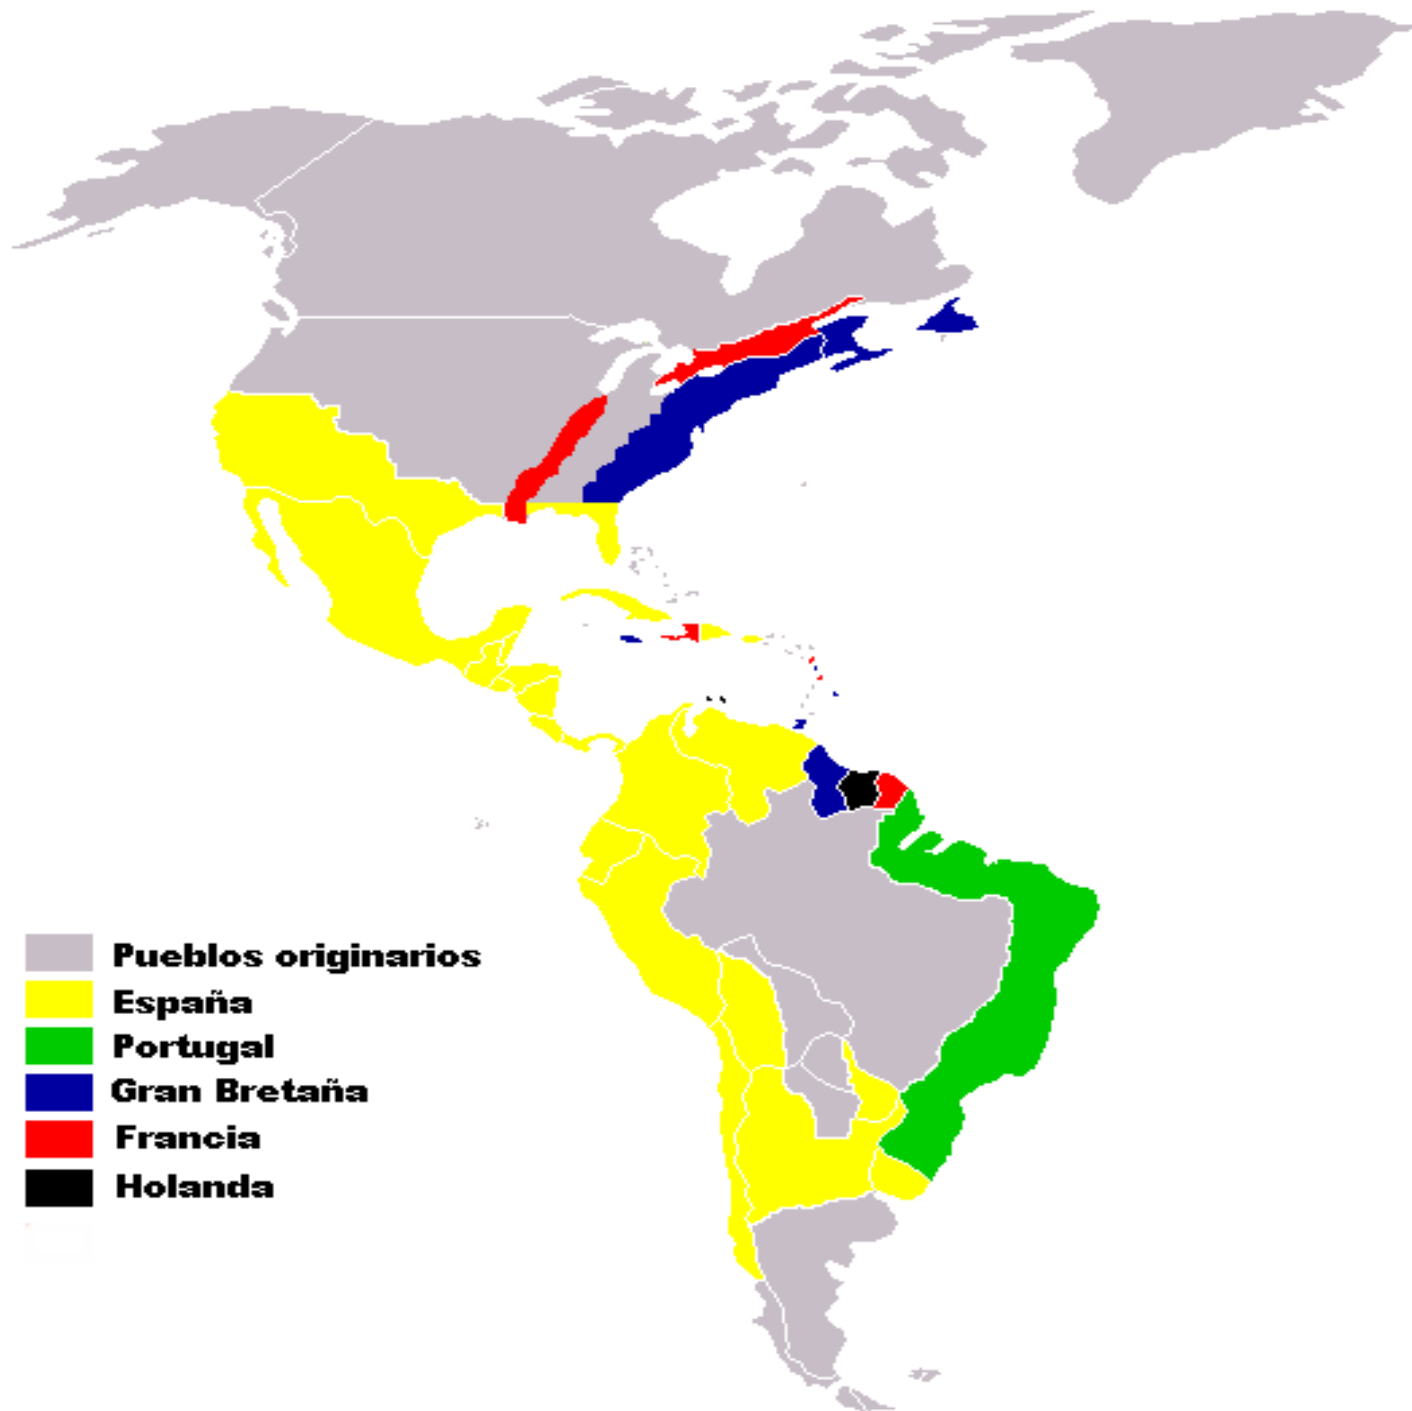 Pueblos originarios
España
Portugal
Gran Bretaña
Francia
Holanda